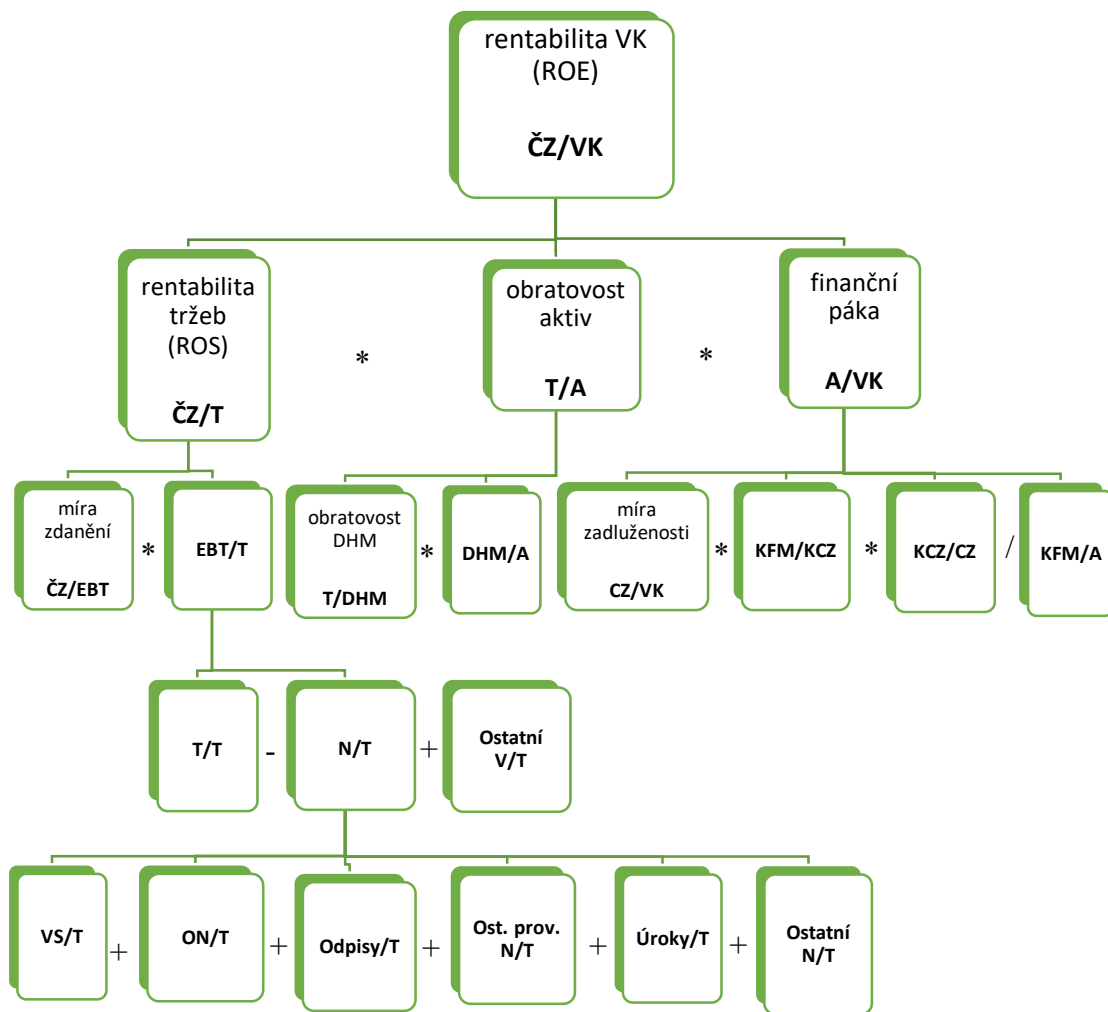 rentabilita VK
(ROE)
ČZ/VK
rentabilita
tržeb
(ROS)
ČZ/T
*
obratovost
aktiv
T/A
*
finanční
páka
A/VK
míra
zdanění
ČZ/EBT
*
EBT/T
obratovost
DHM
T/DHM
*
DHM/A
míra
zadluženosti
CZ/VK
*
KFM/KCZ
*
KCZ/CZ
/
KFM/A
T/T
-
N/T
+
Ostatní
V/T
VS/T
+
ON/T
+
Odpisy/T
+
Ost. prov.
N/T
+
Úroky/T
+
Ostatní
N/T